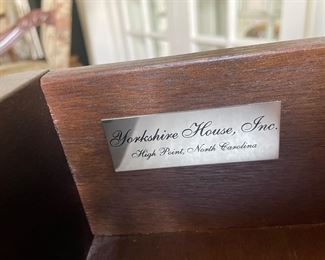 Yorkshire House, Inc.
High Point, North Carolina